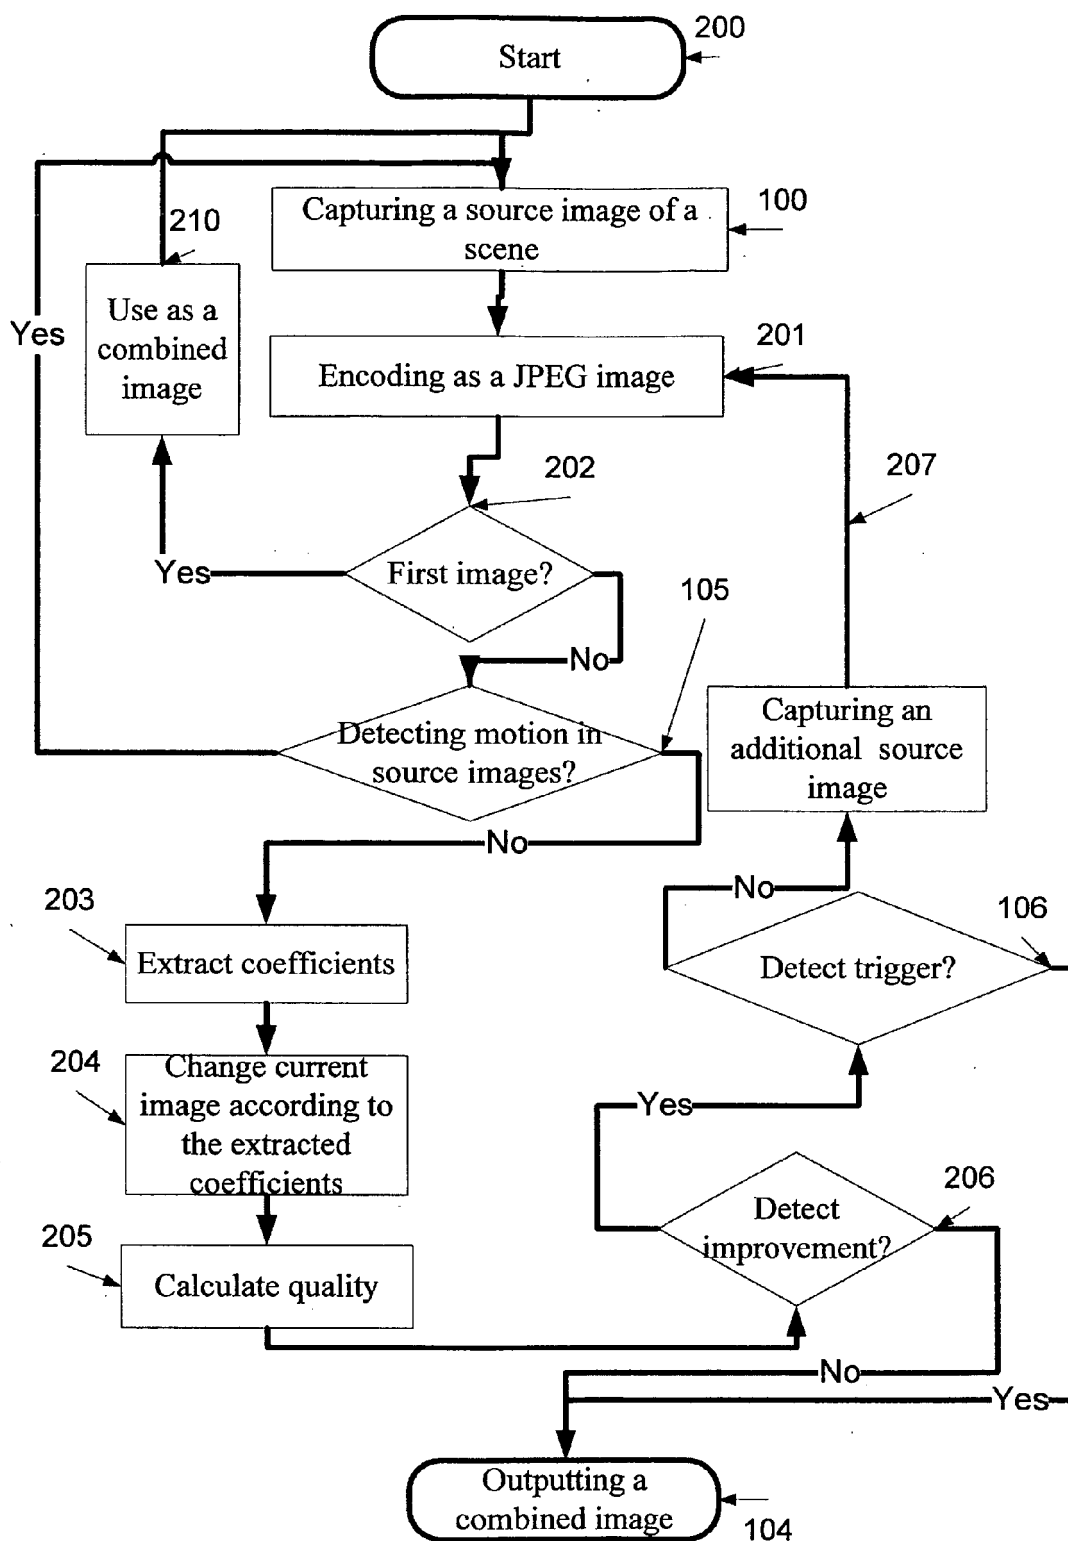 200
Start
Capturing a source image of a
scene
100
210
Use as a
combined
image
Yes
201
Encoding as a JPEG image
202
207
First image?
Yes
105
No
Detecting motion in
source images?
Capturing an
additional source
image
No
No
203
Extract coefficients
106
Detect trigger?
204
Change current
image according to
the extracted
coefficients
Yes
206
Detect
improvement?
205
Calculate quality
No
Yes
Outputting a
combined image
104